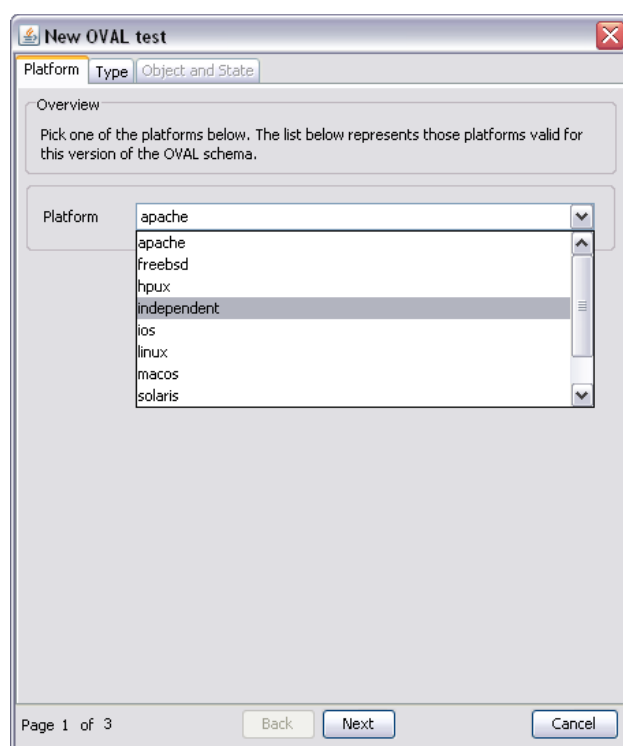 New OVAL test
Platform Type Object and State
Overview
Pick one of the platforms below. The list below represents those platforms valid for
this version of the OVAL schema.
Platform apache
apache
freebsd
hpux
independent
ios
linux
macos
solaris
Page 1 of 3 Back Next Cancel